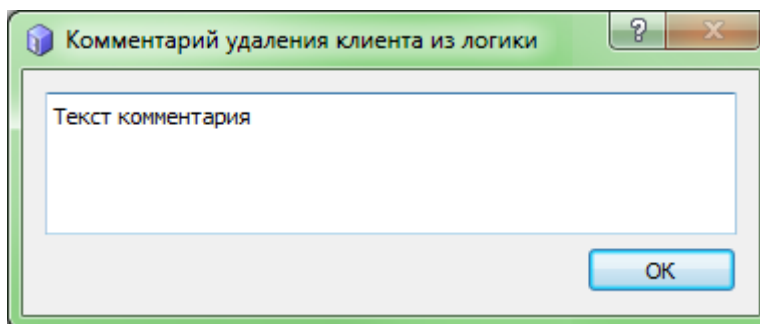 Комментарий удаления клиента из логики
Текст комментария
OK